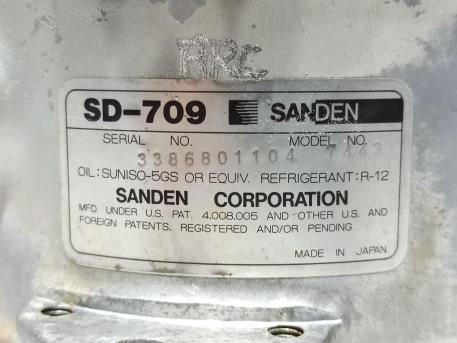 ARC
SD-709 SANDEN
SERIAL NO. MODEL NO.
3386801104 7443
OIL:SUNISO-5GS OR EQUIV. REFRIGERANT:R-12
SANDEN CORPORATION
MFD. UNDER U.S. PAT. 4.008.005 AND OTHER U.S. AND
FOREIGN PATENTS. REGISTERED AND/OR PENDING
MADE IN JAPAN